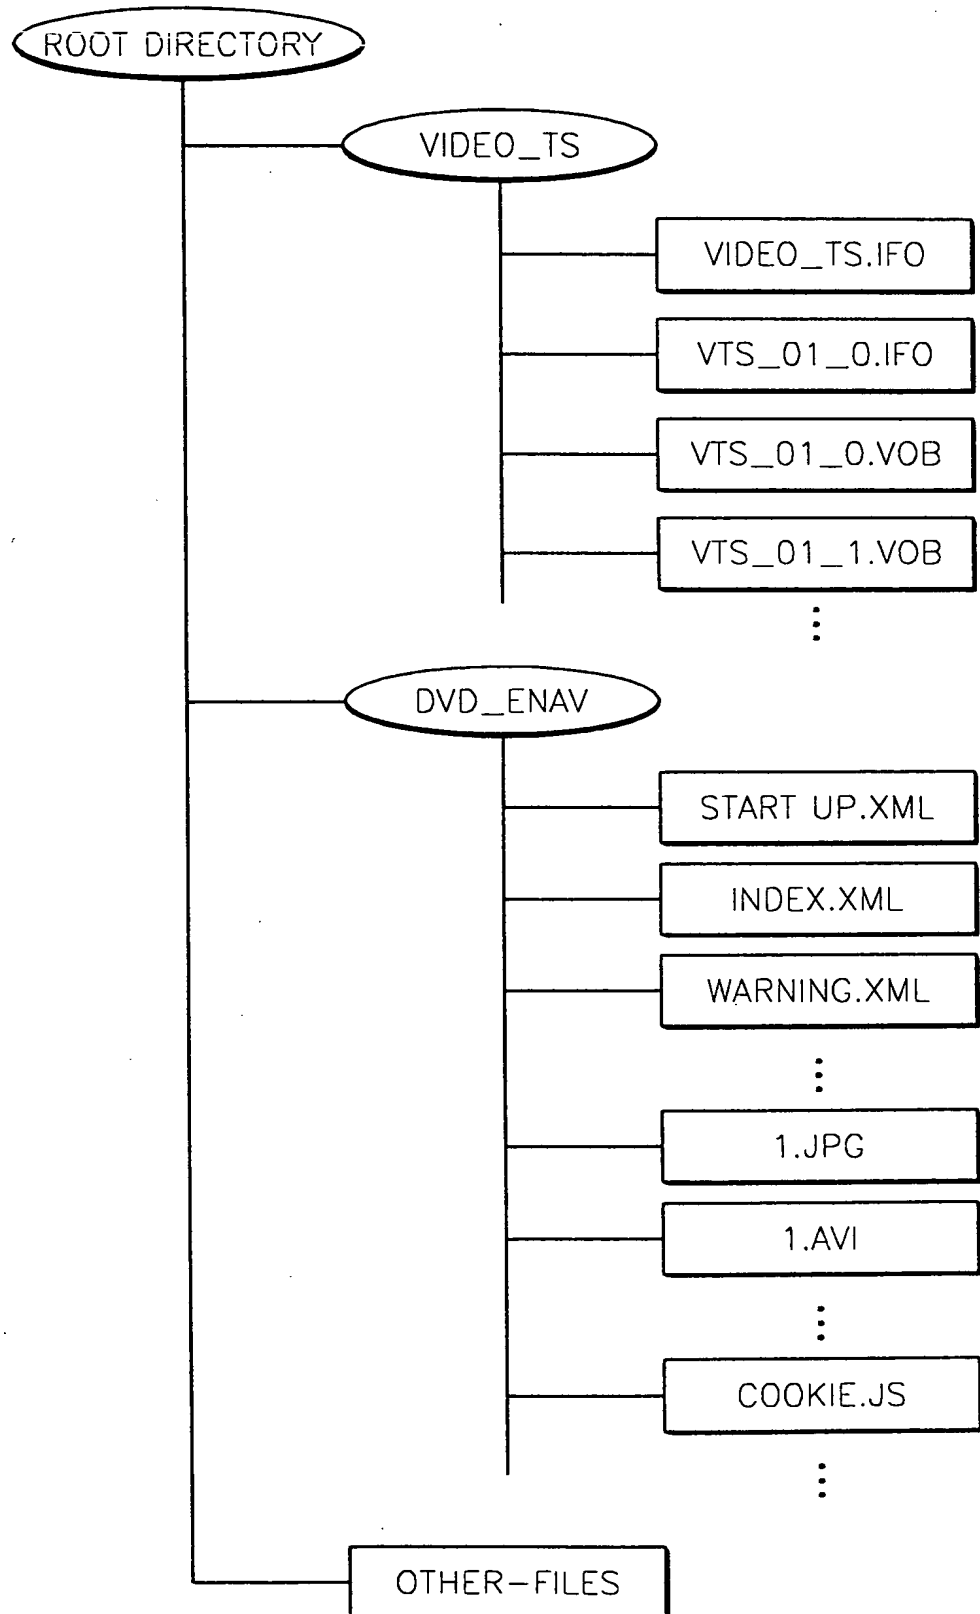 ROOT DIRECTORY
VIDEO_TS
VIDEO_TS.IFO
VTS_01_0.IFO
VTS_01_0.VOB
VTS_01_1.VOB
DVD_ENAV
START UP.XML
INDEX.XML
WARNING.XML
1.JPG
1.AVI
COOKIE.JS
OTHER-FILES